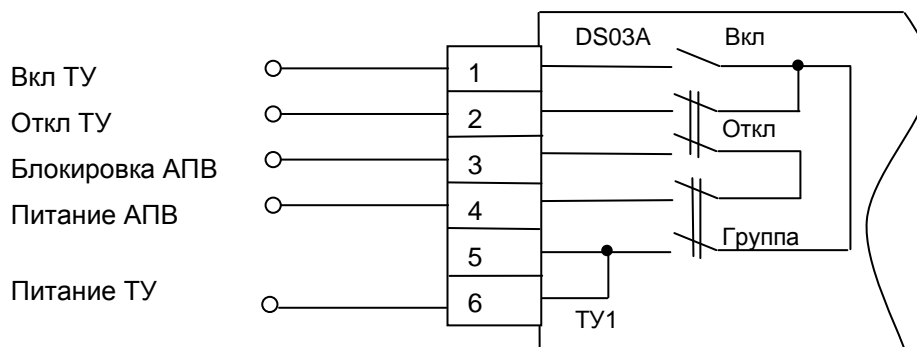 DS03A Вкл
Вкл ТУ 1
Откл ТУ 2
Откл
Блокировка АПВ 3
Питание АПВ 4
Группа
5
Питание ТУ 6
ТУ1